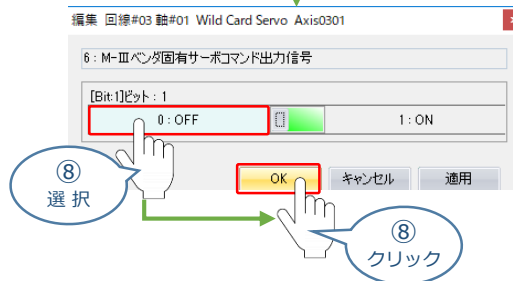 編集 回線#03 軸#01 Wild Card Servo Axis0301
6 : M-Ⅲベンダ固有サーボコマンド出力信号
[Bit:1]ビット : 1
0 : OFF
1 : ON
OK
キャンセル
適用
⑧
選 択
⑧
クリック